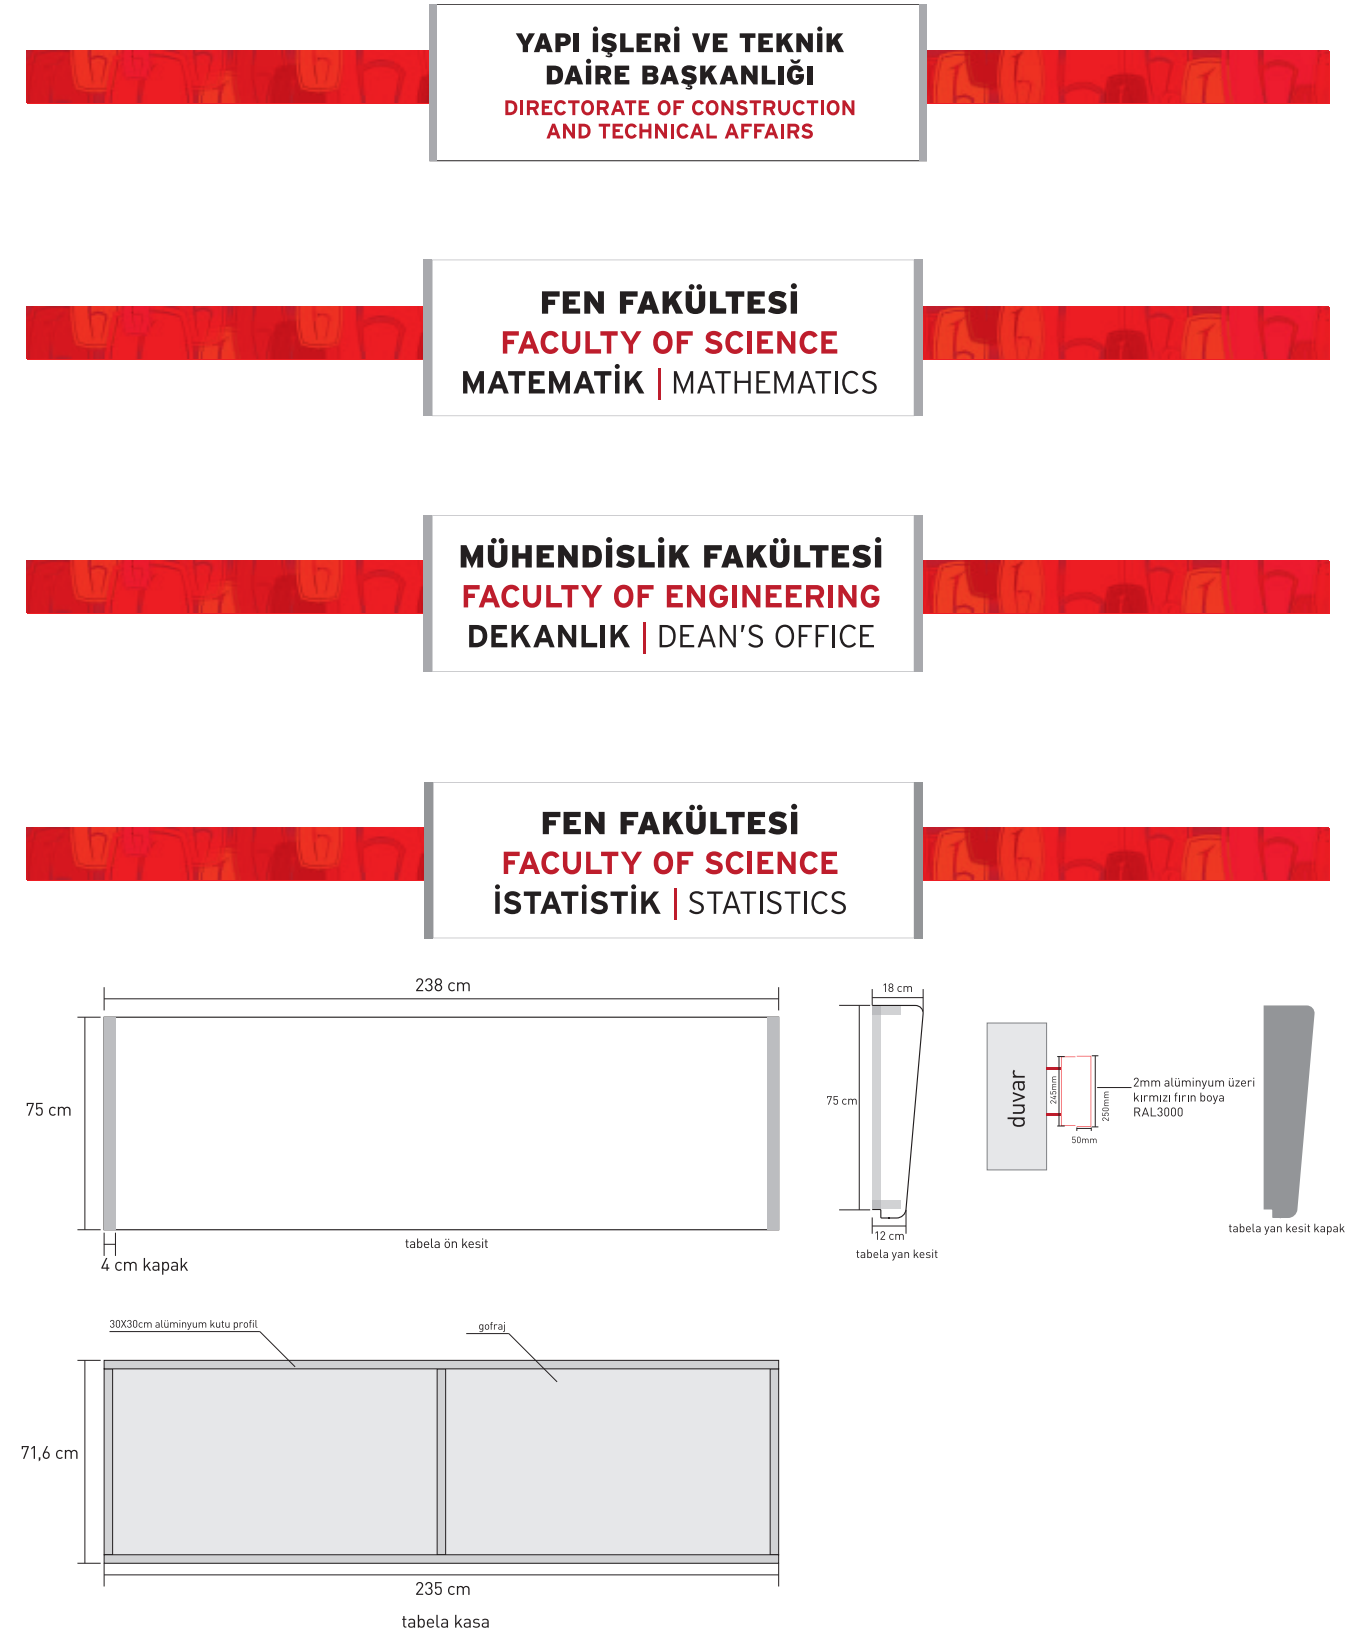 YAPI İŞLERİ VE TEKNİK
DAİRE BAŞKANLIĞI
DIRECTORATE OF CONSTRUCTION
AND TECHNICAL AFFAIRS
FEN FAKÜLTESİ
FACULTY OF SCIENCE
MATEMATİK | MATHEMATICS
MÜHENDİSLİK FAKÜLTESİ
FACULTY OF ENGINEERING
DEKANLIK | DEAN'S OFFICE
FEN FAKÜLTESİ
FACULTY OF SCIENCE
İSTATİSTİK | STATISTICS
238 cm
75 cm
tabela ön kesit
4 cm kapak
18 cm
75 cm
12 cm
tabela yan kesit
duvar
245mm
250mm
50mm
2mm alüminyum üzeri
kırmızı fırın boya
RAL3000
tabela yan kesit kapak
30X30cm alüminyum kutu profil
gofraj
71,6 cm
235 cm
tabela kasa